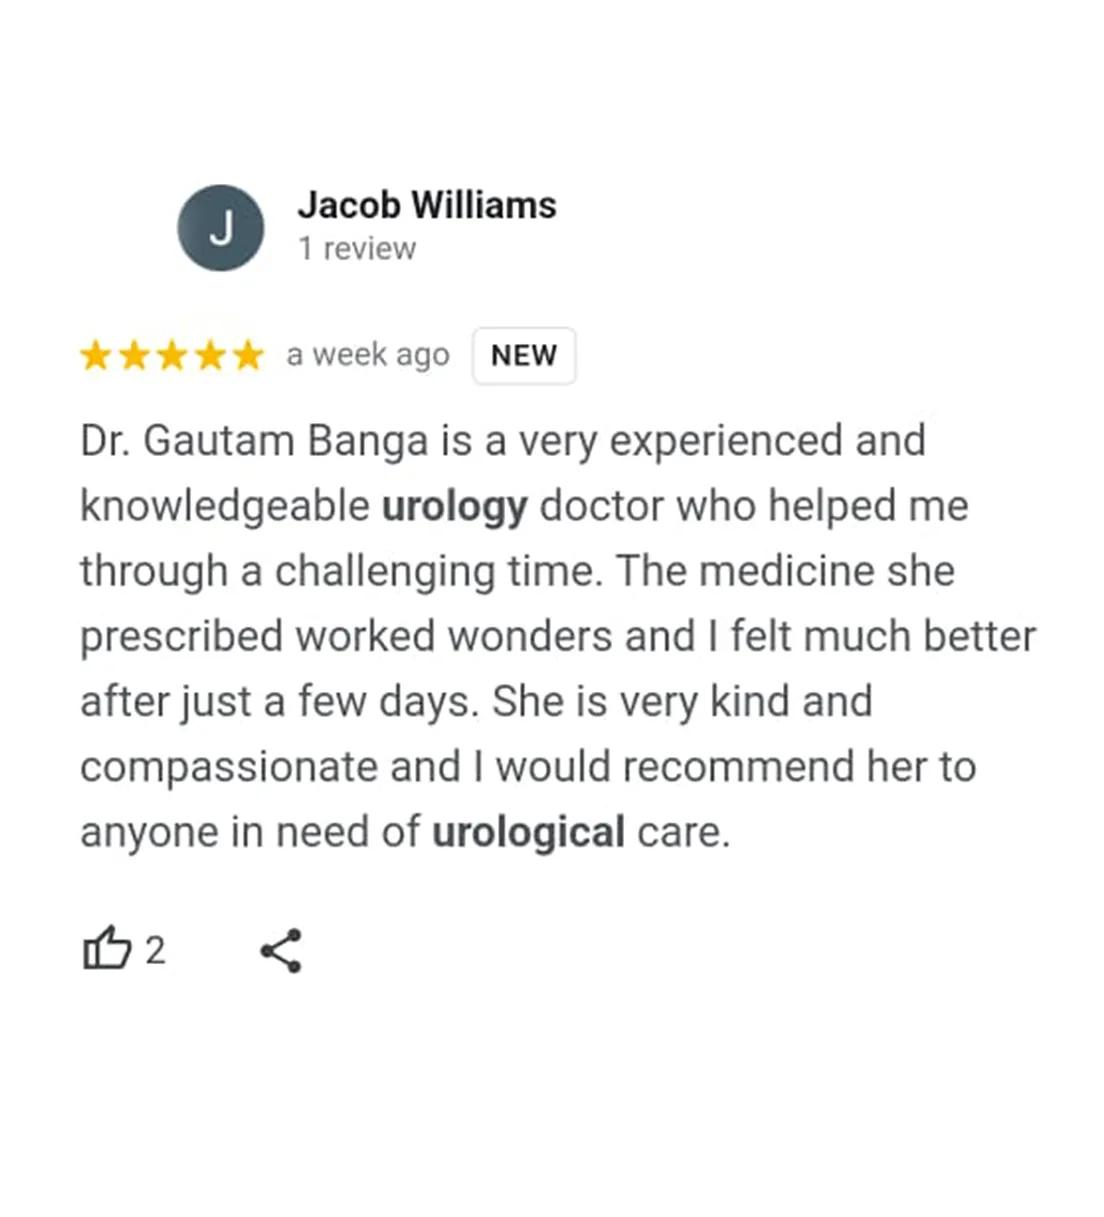 J
Jacob Williams
1 review
a week ago NEW
Dr. Gautam Banga is a very experienced and
knowledgeable urology doctor who helped me
through a challenging time. The medicine she
prescribed worked wonders and I felt much better
after just a few days. She is very kind and
compassionate and I would recommend her to
anyone in need of urological care.
2